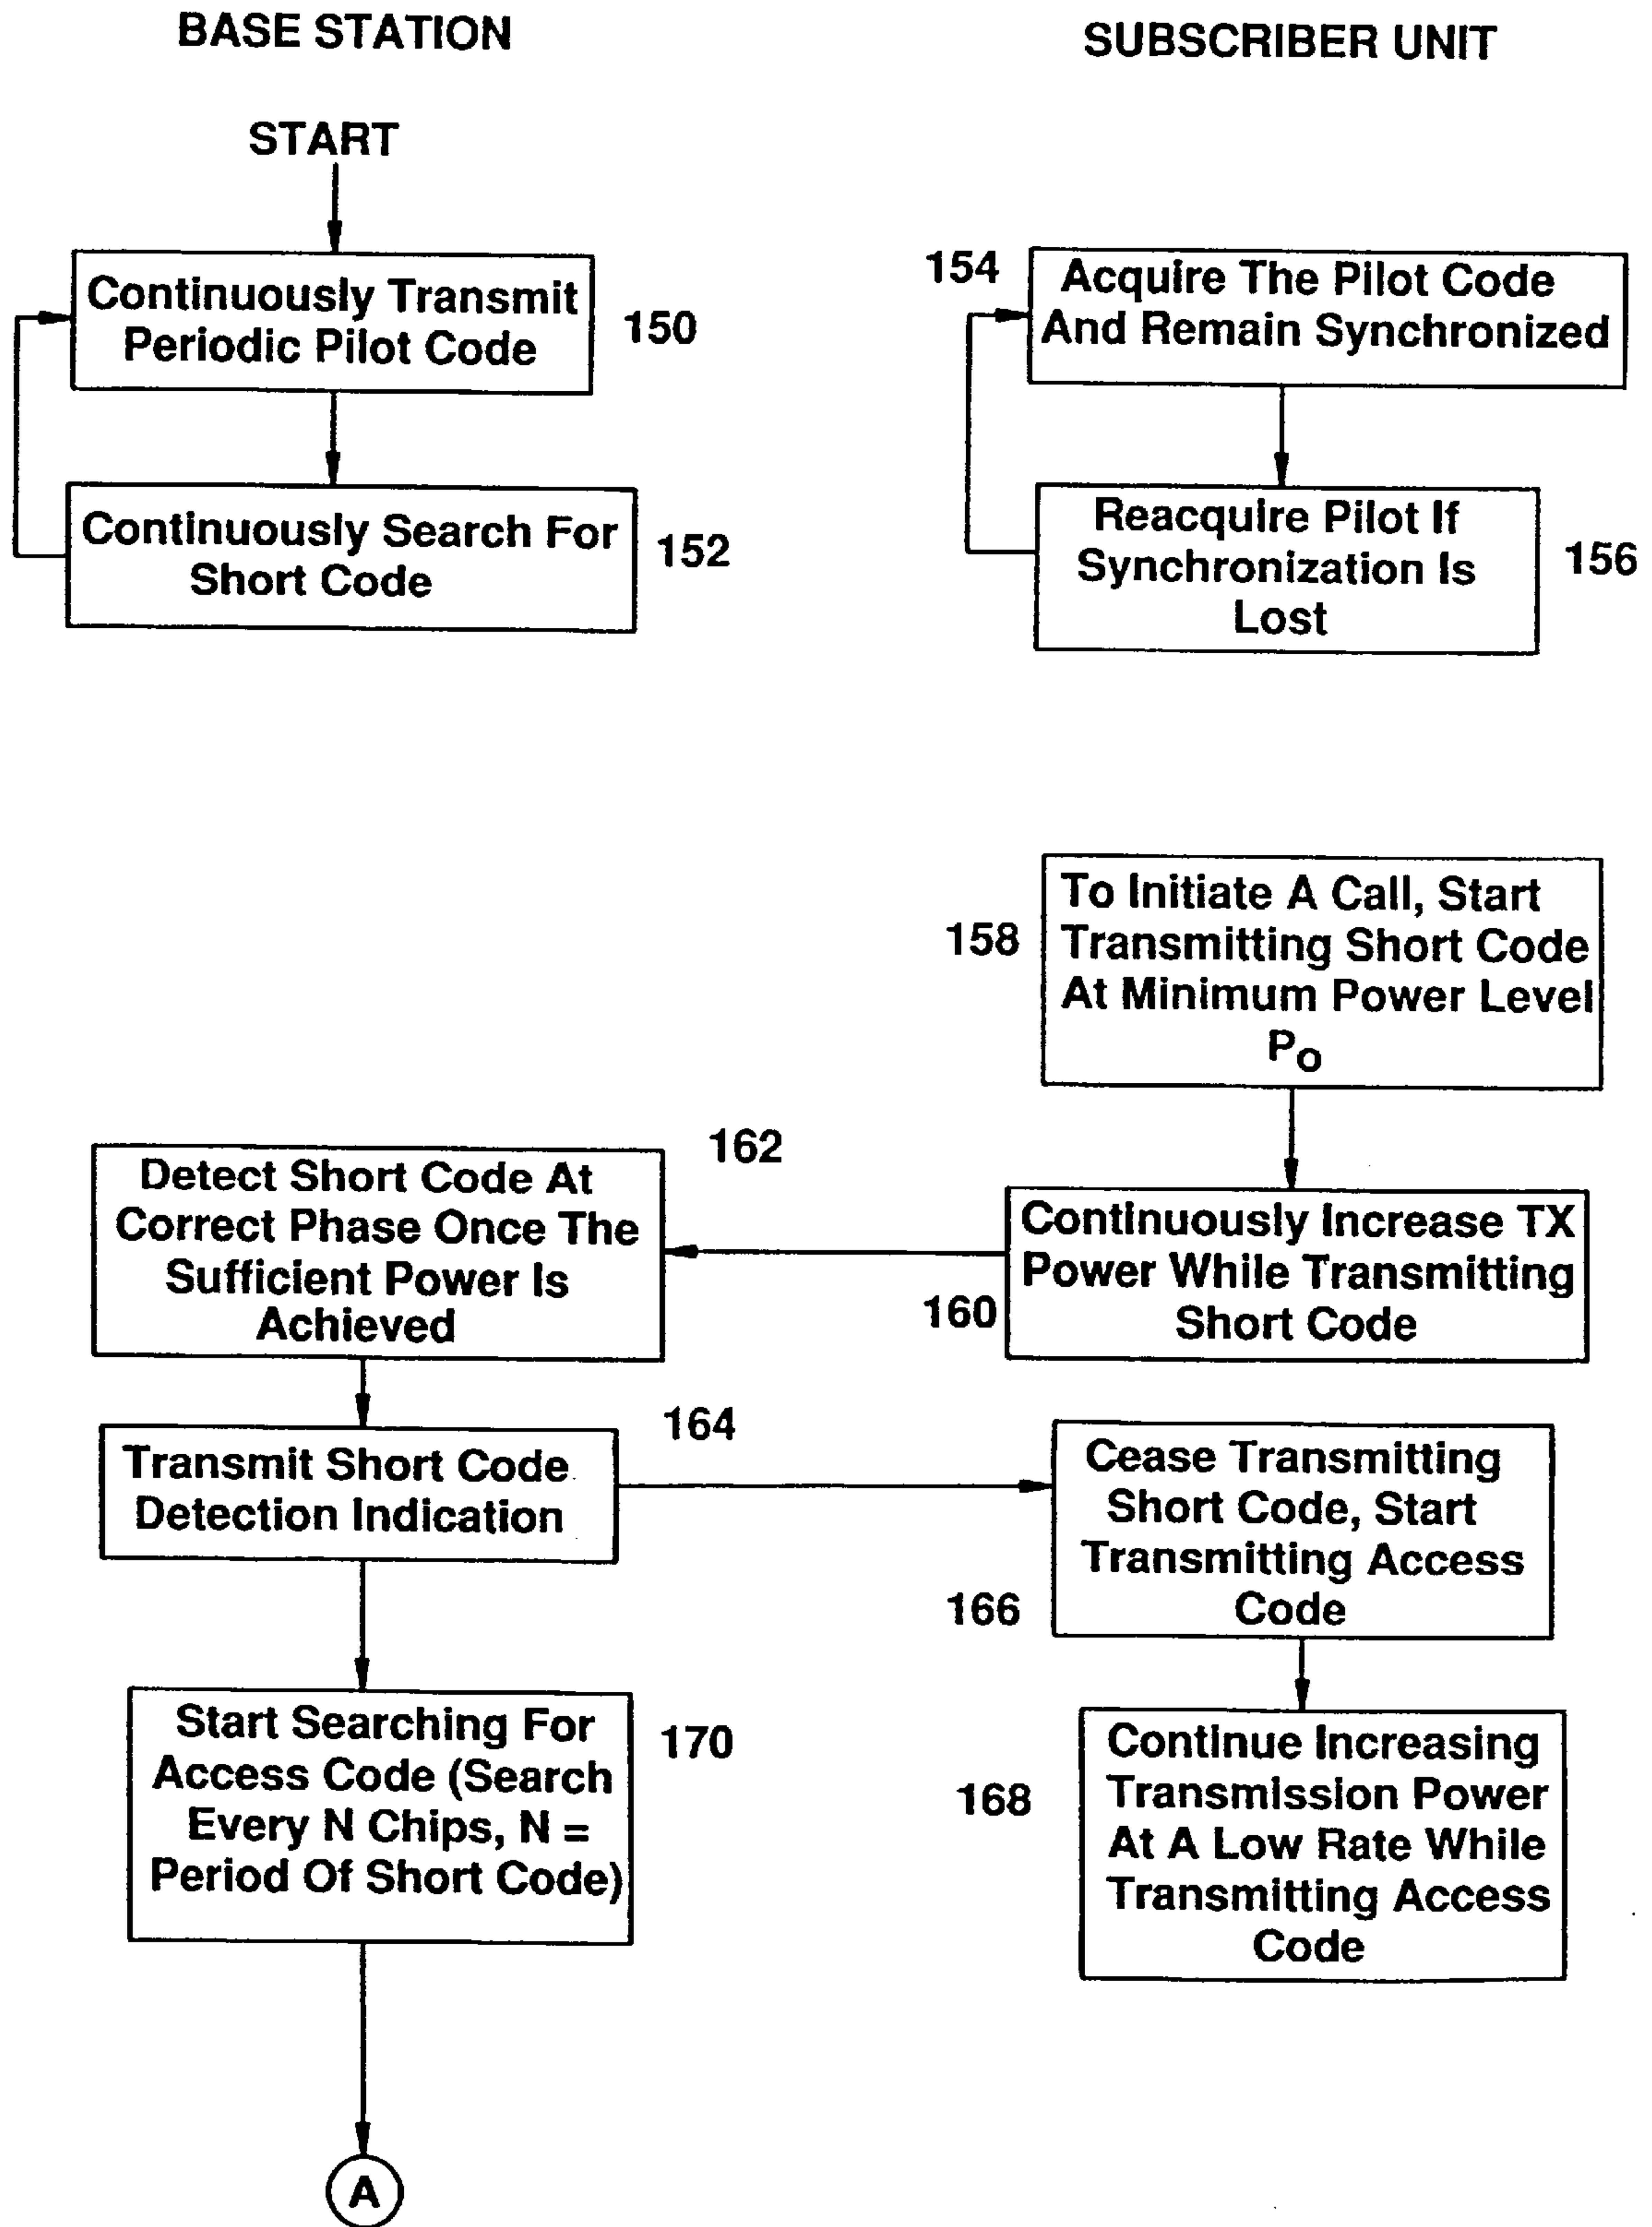 BASE STATION
SUBSCRIBER UNIT
START
Continuously Transmit
Periodic Pilot Code
150
154
Acquire The Pilot Code
And Remain Synchronized
Continuously Search For
Short Code
152
Reacquire Pilot If
Synchronization Is
Lost
156
158
To Initiate A Call, Start
Transmitting Short Code
At Minimum Power Level
Po
162
Detect Short Code At
Correct Phase Once The
Sufficient Power Is
Achieved
Continuously Increase TX
Power While Transmitting
Short Code
160
164
Transmit Short Code
Detection Indication
Cease Transmitting
Short Code, Start
Transmitting Access
Code
166
Start Searching For
Access Code (Search
Every N Chips, N =
Period Of Short Code)
170
168
Continue Increasing
Transmission Power
At A Low Rate While
Transmitting Access
Code
A